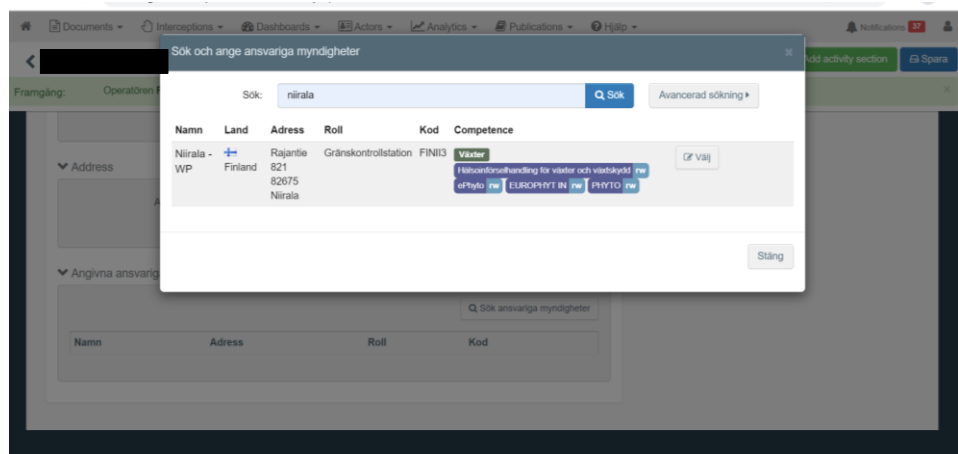 Documents Interceptions Dashboards Actors Analytics Publications Hjälp Notifications 37
Sök och ange ansvariga myndigheter ×
Add activity section Spara
Framgång: Operatören
Sök: niirala Sök Avancerad sökning
Namn Land Adress Roll Kod Competence
Niirala - WP Finland Rajantie 821 82675 Niirala Gränskontrollstation FINII3 Växter
Hälsoinförselhandling för växter och växtskydd rw
ePhyto rw EUROPHYT IN rw PHYTO rw
Välj
Address
A
Stäng
Angivna ansvarig
Sök ansvariga myndigheter
Namn Adress Roll Kod